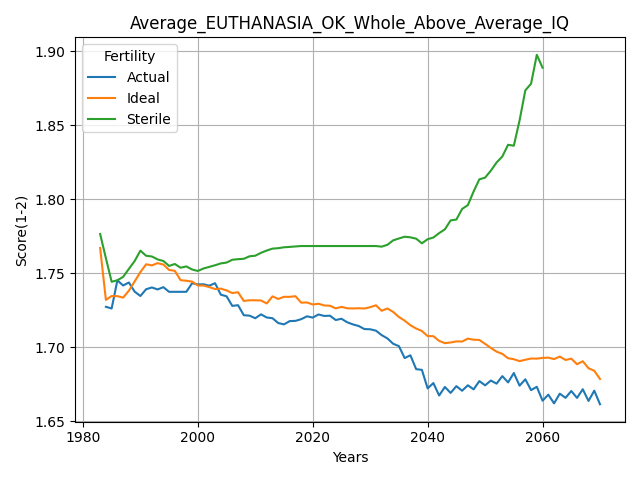 Average_EUTHANASIA_OK_Whole_Above_Average_IQ
Fertility
Actual
Ideal
Sterile
Score(1-2)
1.90
1.85
1.80
1.75
1.70
1.65
1980
2000
2020
2040
2060
Years